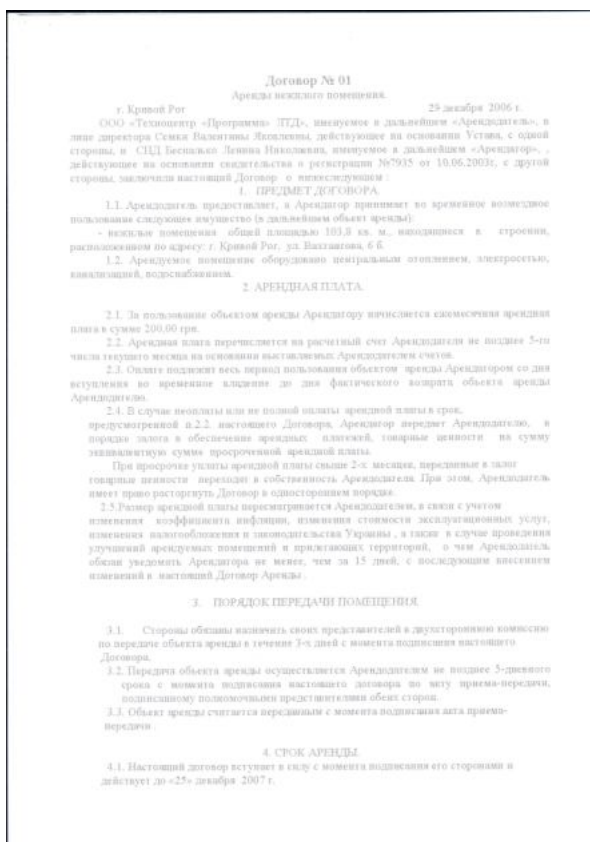 Договор № 01
Аренды нежилого помещения.
г. Кривой Рог 29 декабря 2006 г.
ООО «Техноцентр «Программа» ЛТД», именуемое в дальнейшем «Арендодатель», в
лице директора Семки Валентины Яковлевны, действующее на основании Устава, с одной
стороны, и СПД Беспалько Ленина Николаевна, именуемое в дальнейшем «Арендатор», ,
действующее на основании свидетельства о регистрации №7935 от 10.06.2003г, с другой
стороны, заключили настоящий Договор о нижеследующем :
1. ПРЕДМЕТ ДОГОВОРА.
1.1. Арендодатель предоставляет, а Арендатор принимает во временное возмездное
пользование следующее имущество (в дальнейшем объект аренды):
- нежилые помещения общей площадью 103,8 кв. м., находящиеся в строении,
расположенном по адресу: г. Кривой Рог, ул. Вахтангова, 6 б.
1.2. Арендуемое помещение оборудовано центральным отоплением, электросетью,
канализацией, водоснабжением.
2. АРЕНДНАЯ ПЛАТА.
2.1. За пользование объектом аренды Арендатору начисляется ежемесячная арендная
плата в сумме 200,00 грн.
2.2. Арендная плата перечисляется на расчетный счет Арендодателя не позднее 5-го
числа текущего месяца на основании выставляемых Арендодателем счетов.
2.3. Оплате подлежит весь период пользования объектом аренды Арендатором со дня
вступления во временное владение до дня фактического возврата объекта аренды
Арендодателю.
2.4. В случае неоплаты или не полной оплаты арендной платы в срок,
предусмотренной п.2.2. настоящего Договора, Арендатор передает Арендодателю, в
порядке залога в обеспечение арендных платежей, товарные ценности на сумму
эквивалентную сумме просроченной арендной платы.
При просрочке уплаты арендной платы свыше 2-х месяцев, переданные в залог
товарные ценности переходят в собственность Арендодателя. При этом, Арендодатель
имеет право расторгнуть Договор в одностороннем порядке.
2.5.Размер арендной платы пересматривается Арендодателем, в связи с учетом
изменения коэффициента инфляции, изменения стоимости эксплуатационных услуг,
изменения налогообложения и законодательства Украины , а также в случае проведения
улучшений арендуемых помещений и прилегающих территорий, о чем Арендодатель
обязан уведомить Арендатора не менее, чем за 15 дней, с последующим внесением
изменений в настоящий Договор Аренды .
3. ПОРЯДОК ПЕРЕДАЧИ ПОМЕЩЕНИЯ.
3.1. Стороны обязаны назначить своих представителей в двухстороннюю комиссию
по передаче объекта аренды в течение 3-х дней с момента подписания настоящего
Договора.
3.2. Передача объекта аренды осуществляется Арендодателем не позднее 5-дневного
срока с момента подписания настоящего договора по акту приема-передачи,
подписанному полномочными представителями обеих сторон.
3.3. Объект аренды считается переданным с момента подписания акта приема-
передачи .
4. СРОК АРЕНДЫ.
4.1. Настоящий договор вступает в силу с момента подписания его сторонами и
действует до «25» декабря 2007 г.